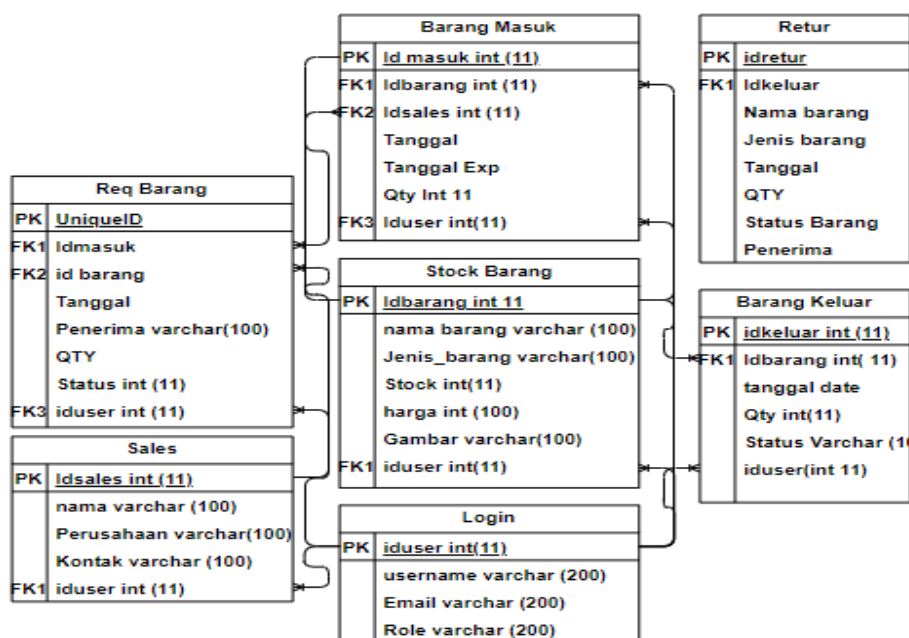 Barang Masuk
PK Id masuk int (11)
FK1 Idbarang int (11)
FK2 Idsales int (11)
Tanggal
Tanggal Exp
Qty Int 11
FK3 Iduser int(11)
Retur
PK idretur
FK1 Idkeluar
Nama barang
Jenis barang
Tanggal
QTY
Status Barang
Penerima
Req Barang
PK UniqueID
FK1 Idmasuk
FK2 id barang
Tanggal
Penerima varchar(100)
QTY
Status int (11)
FK3 iduser int (11)
Stock Barang
PK Idbarang int 11
nama barang varchar (100)
Jenis_barang varchar(100)
Stock int(11)
harga int (100)
Gambar varchar(100)
FK1 iduser int(11)
Barang Keluar
PK idkeluar int (11)
FK1 Idbarang int( 11)
tanggal date
Qty int(11)
Status Varchar (10
iduser(int 11)
Sales
PK Idsales int (11)
nama varchar (100)
Perusahaan varchar(100)
Kontak varchar (100)
FK1 iduser int (11)
Login
PK iduser int(11)
username varchar (200)
Email varchar (200)
Role varchar (200)